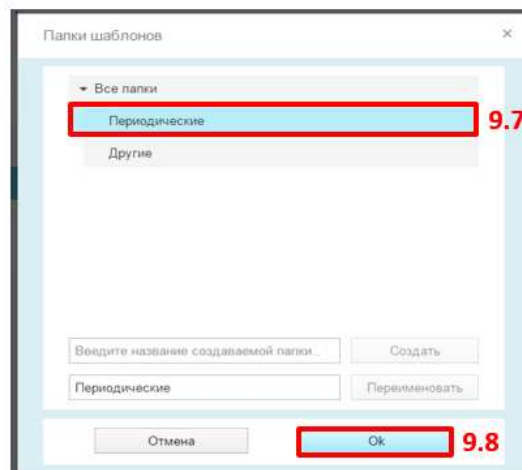 Папки шаблонов ×
Все папки
Периодические 9.7
Другие
Введите название создаваемой папки... Создать
Периодические Переименовать
Отмена Ok 9.8